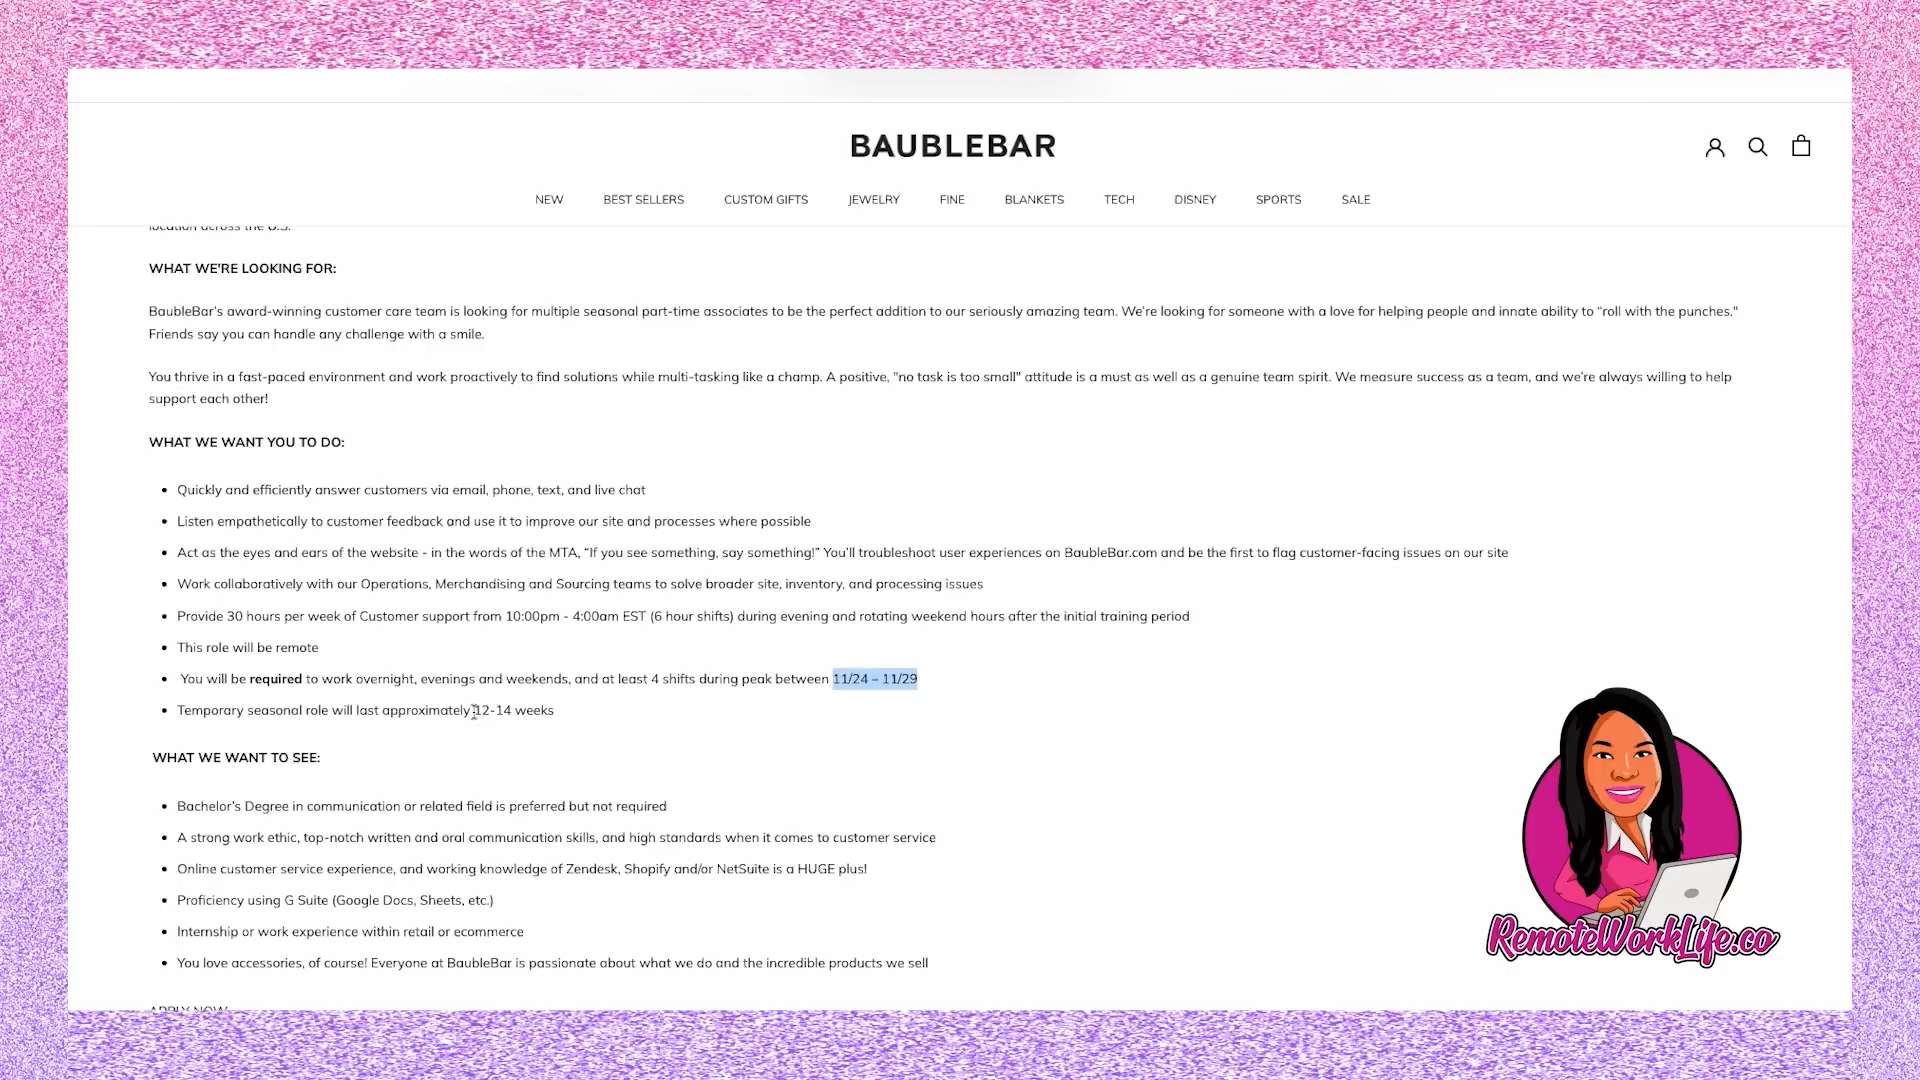 BAUBLEBAR
NEW BEST SELLERS CUSTOM GIFTS JEWELRY FINE BLANKETS TECH DISNEY SPORTS SALE
location across the U.S.
WHAT WE'RE LOOKING FOR:
BaubleBar’s award-winning customer care team is looking for multiple seasonal part-time associates to be the perfect addition to our seriously amazing team. We’re looking for someone with a love for helping people and innate ability to “roll with the punches."
Friends say you can handle any challenge with a smile.
You thrive in a fast-paced environment and work proactively to find solutions while multi-tasking like a champ. A positive, "no task is too small" attitude is a must as well as a genuine team spirit. We measure success as a team, and we’re always willing to help
support each other!
WHAT WE WANT YOU TO DO:
• Quickly and efficiently answer customers via email, phone, text, and live chat
• Listen empathetically to customer feedback and use it to improve our site and processes where possible
• Act as the eyes and ears of the website - in the words of the MTA, “If you see something, say something!” You’ll troubleshoot user experiences on BaubleBar.com and be the first to flag customer-facing issues on our site
• Work collaboratively with our Operations, Merchandising and Sourcing teams to solve broader site, inventory, and processing issues
• Provide 30 hours per week of Customer support from 10:00pm - 4:00am EST (6 hour shifts) during evening and rotating weekend hours after the initial training period
• This role will be remote
• You will be required to work overnight, evenings and weekends, and at least 4 shifts during peak between 11/24 – 11/29
• Temporary seasonal role will last approximately 12-14 weeks
WHAT WE WANT TO SEE:
• Bachelor’s Degree in communication or related field is preferred but not required
• A strong work ethic, top-notch written and oral communication skills, and high standards when it comes to customer service
• Online customer service experience, and working knowledge of Zendesk, Shopify and/or NetSuite is a HUGE plus!
• Proficiency using G Suite (Google Docs, Sheets, etc.)
• Internship or work experience within retail or ecommerce
• You love accessories, of course! Everyone at BaubleBar is passionate about what we do and the incredible products we sell
APPLY NOW
RemoteWorkLife.co